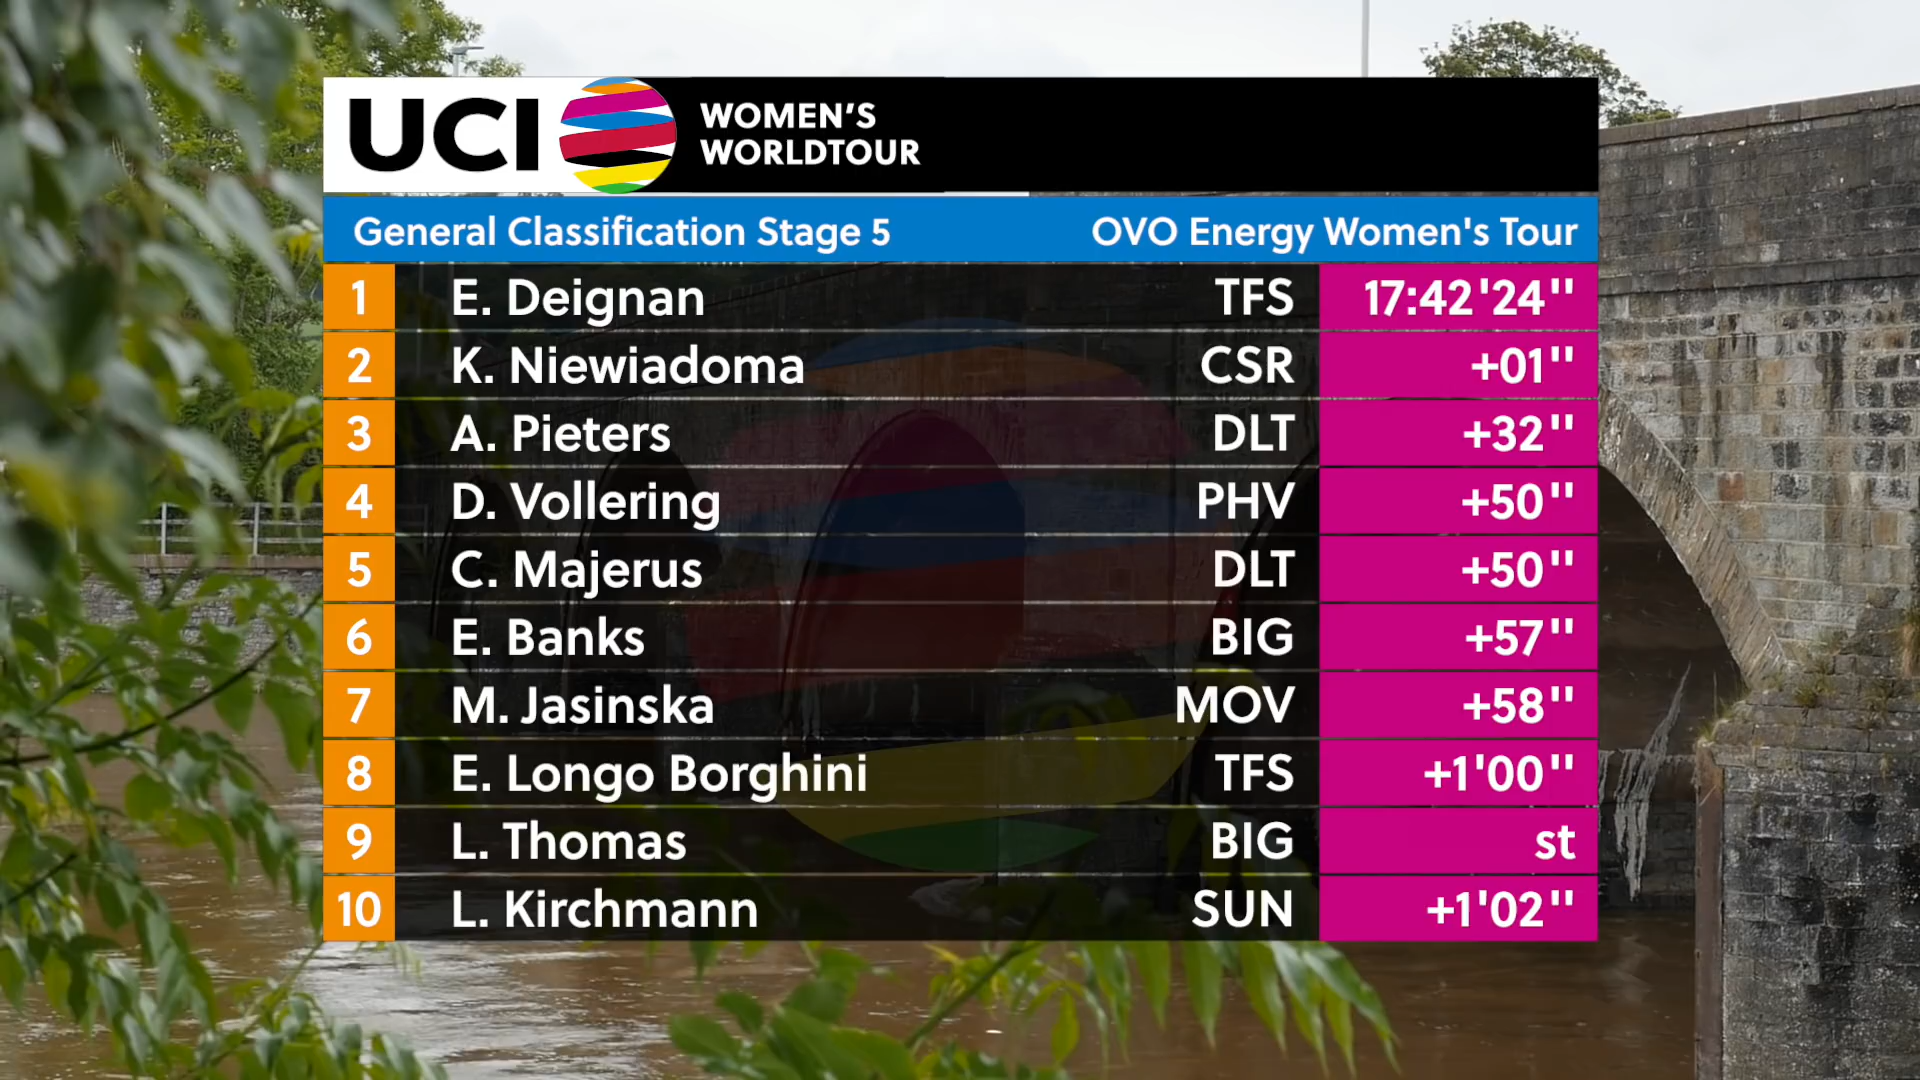 UCI WOMEN'S
WORLDTOUR
General Classification Stage 5 OVO Energy Women's Tour
1 E. Deignan TFS 17:42'24"
2 K. Niewiadoma CSR +01"
3 A. Pieters DLT +32"
4 D. Vollering PHV +50"
5 C. Majerus DLT +50"
6 E. Banks BIG +57"
7 M. Jasinska MOV +58"
8 E. Longo Borghini TFS +1'00"
9 L. Thomas BIG st
10 L. Kirchmann SUN +1'02"